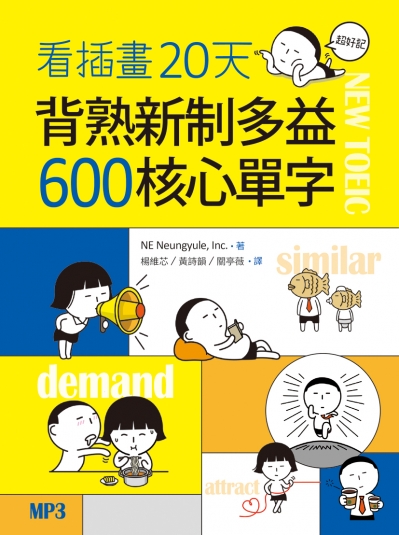 看插畫20天
超好記
背熟新制多益
600核心單字
NEW TOEIC
NE Neungyule, Inc.・著
楊維芯／黃詩韻／關亭薇・譯
similar
demand
attract
MP3